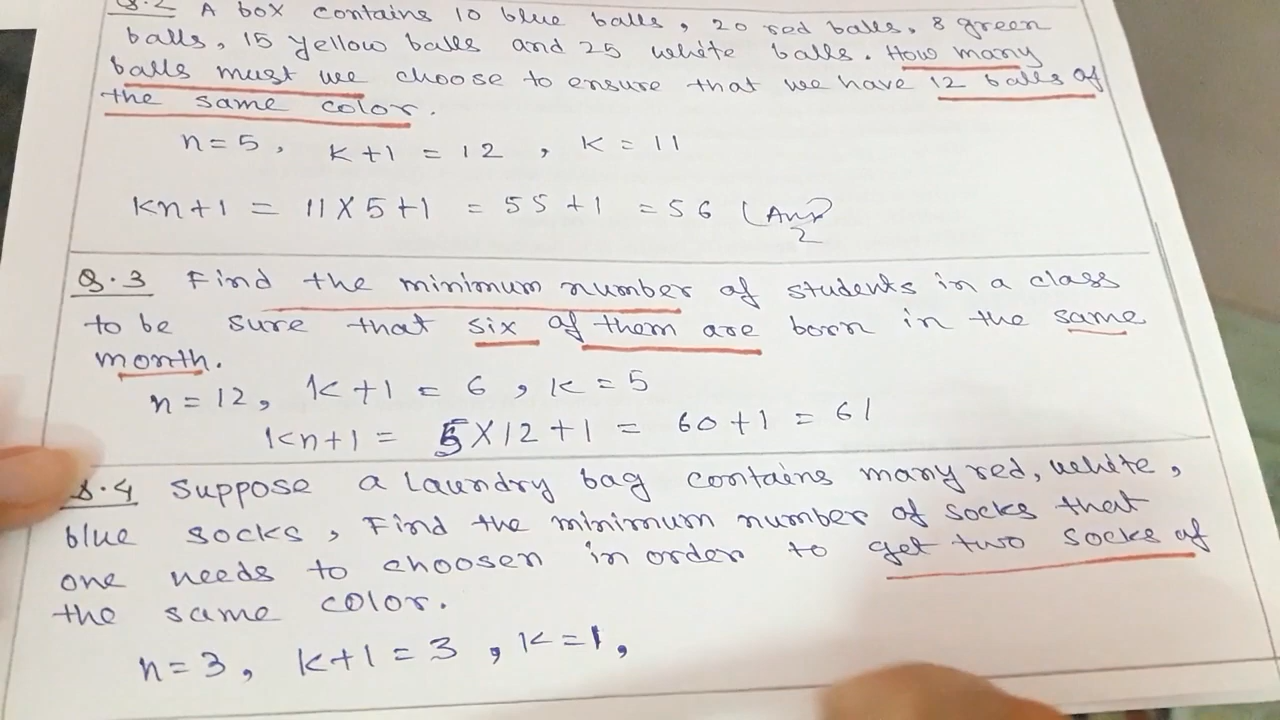 Q.2 A box contains 10 blue balls, 20 red balls, 8 green
balls, 15 yellow balls and 25 white balls. How many
balls must we choose to ensure that we have 12 balls of
the same color.
n=5, k+1 = 12, k = 11
kn+1 = 11×5+1 = 55+1 = 56 (Ans)
Q.3 Find the minimum number of students in a class
to be sure that six of them are born in the same
month.
n=12, k+1 = 6, k=5
kn+1 = 5×12+1 = 60+1 = 61
Q.4 Suppose a laundry bag contains many red, white,
blue socks, Find the minimum number of socks that
one needs to choosen in order to get two socks of
the same color.
n=3, k+1=3, k=1,